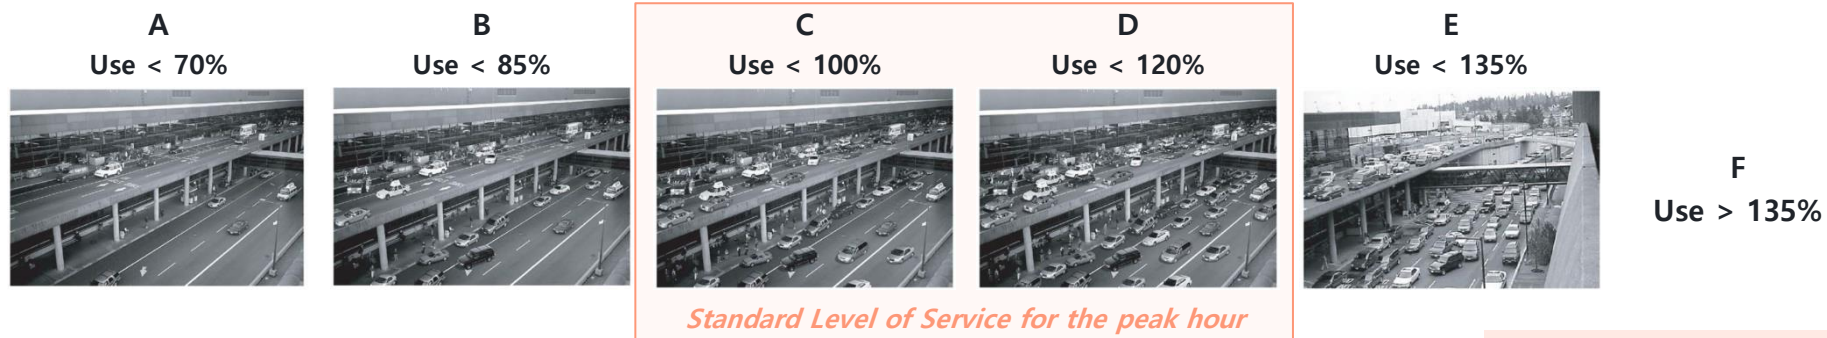 A
Use < 70%
B
Use < 85%
C
Use < 100%
D
Use < 120%
E
Use < 135%
F
Use > 135%
Standard Level of Service for the peak hour